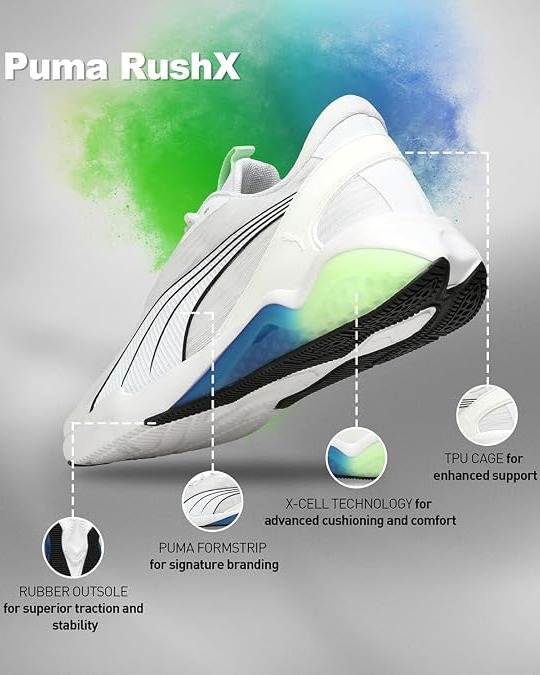 Puma RushX
TPU CAGE for
enhanced support
X-CELL TECHNOLOGY for
advanced cushioning and comfort
PUMA FORMSTRIP
for signature branding
RUBBER OUTSOLE
for superior traction and
stability